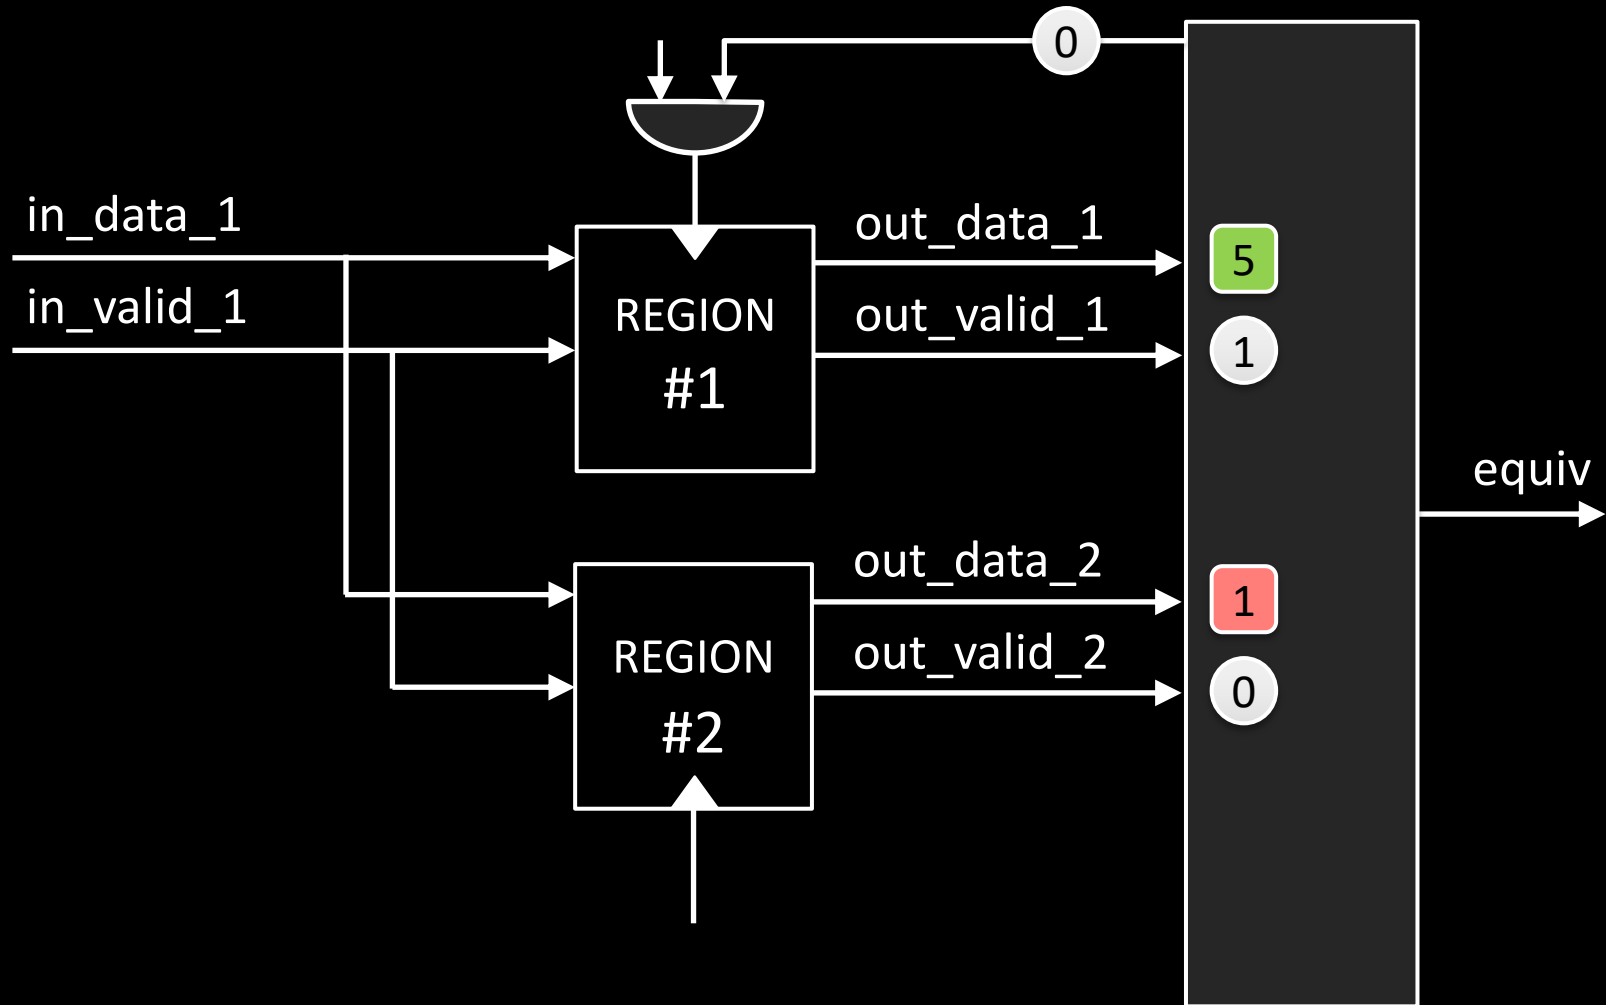 0
in_data_1
in_valid_1
REGION
#1
out_data_1
out_valid_1
5
1
equiv
REGION
#2
out_data_2
out_valid_2
1
0